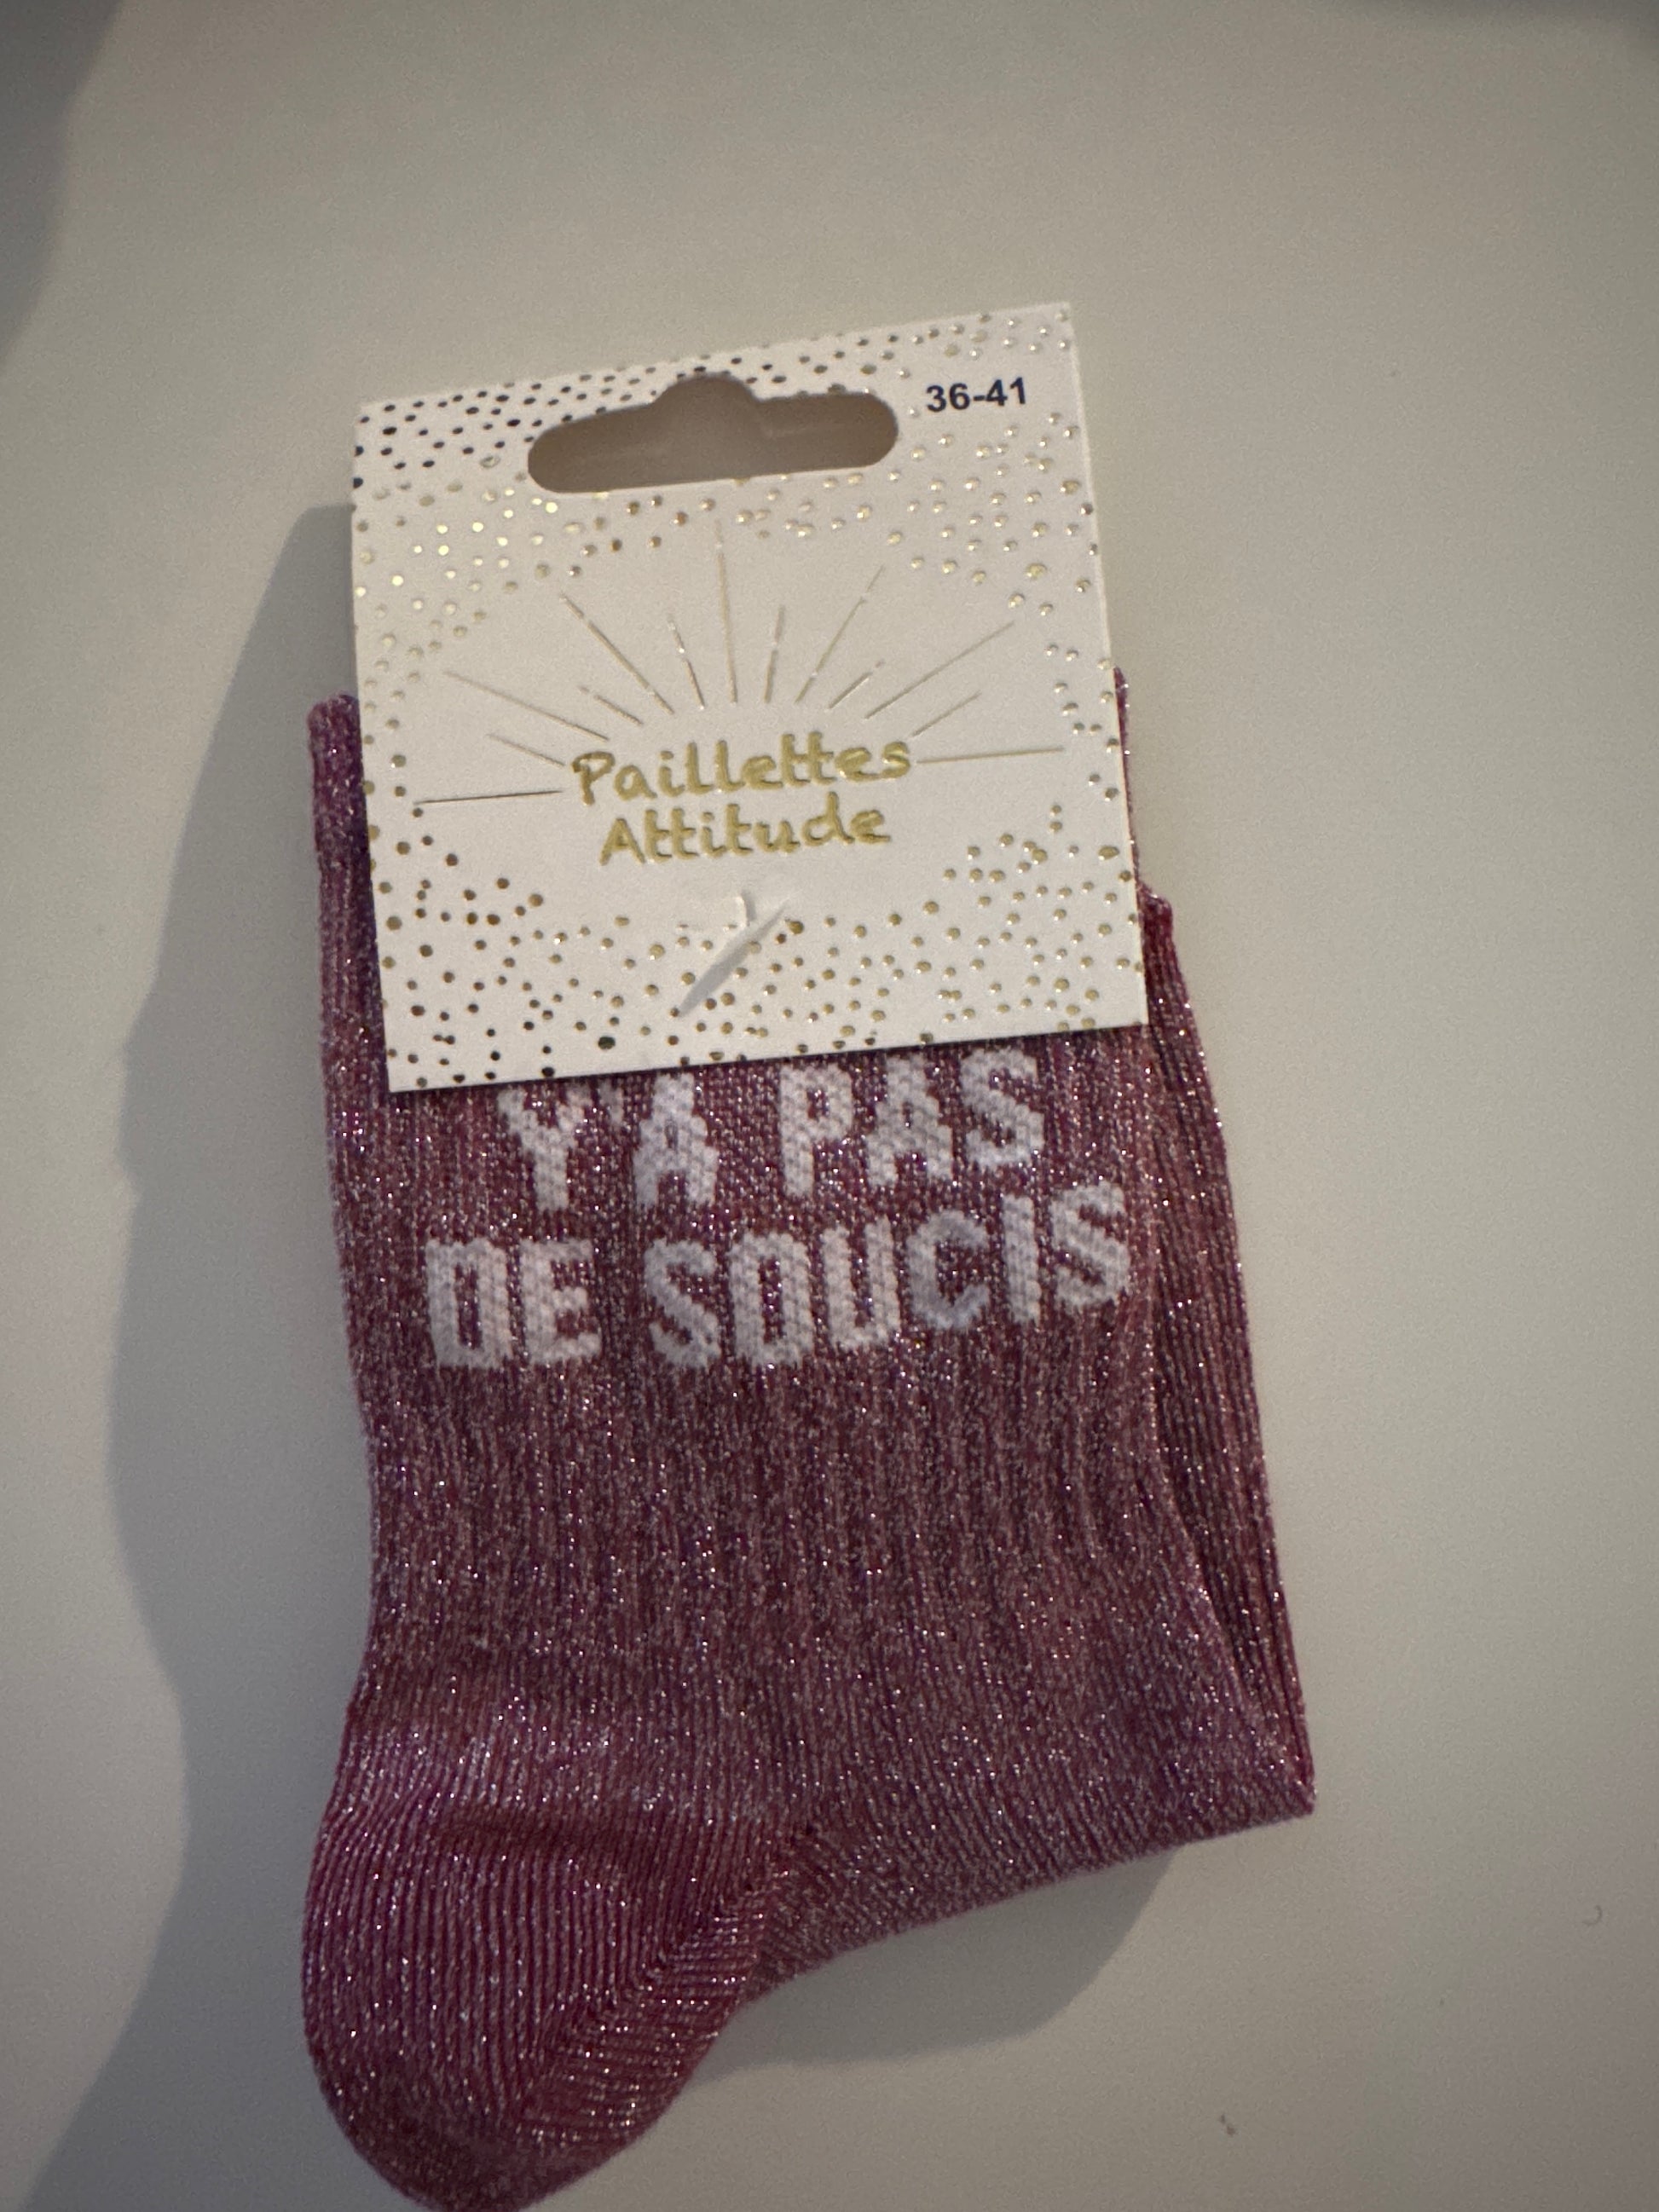 36-41
Paillettes
Attitude
Y'A PAS
DE SOUCIS